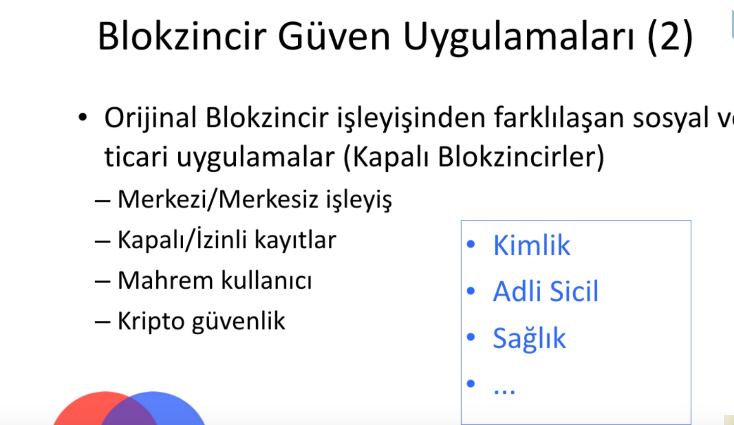 Blokzincir Güven Uygulamaları (2)
• Orijinal Blokzincir işleyişinden farklılaşan sosyal ve
ticari uygulamalar (Kapalı Blokzincirler)
– Merkezi/Merkesiz işleyiş
– Kapalı/İzinli kayıtlar
– Mahrem kullanıcı
– Kripto güvenlik
• Kimlik
• Adli Sicil
• Sağlık
• ...